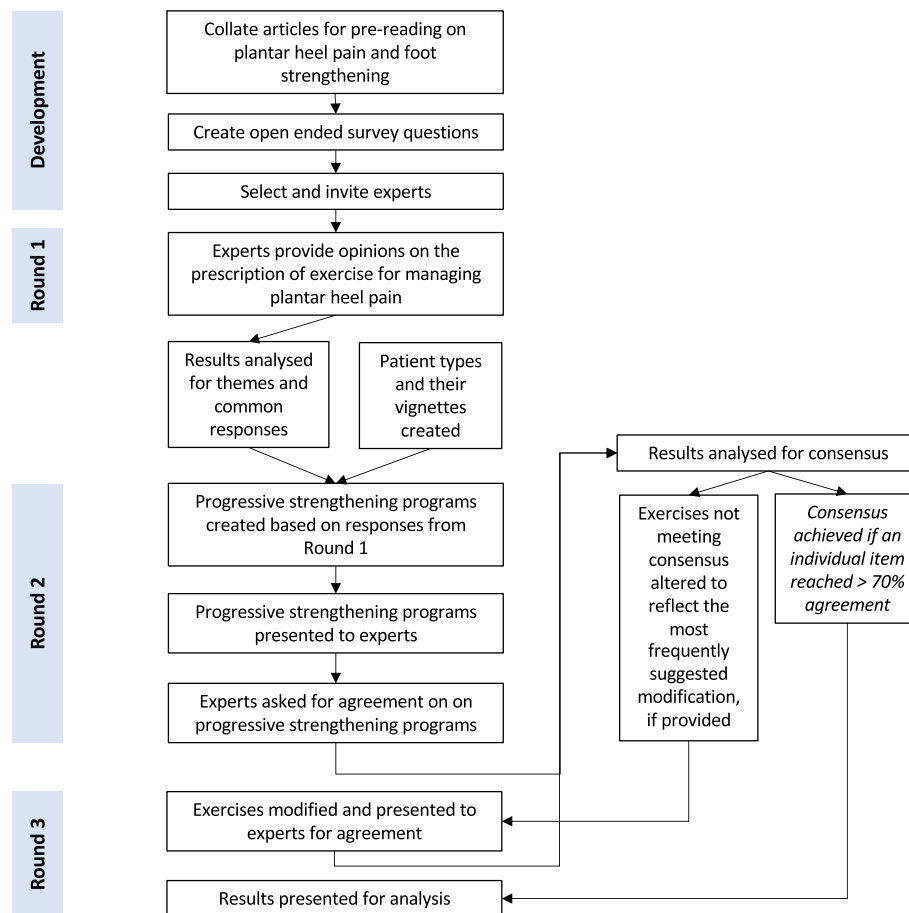 Development
Collate articles for pre-reading on
plantar heel pain and foot
strengthening
Create open ended survey questions
Select and invite experts
Round 1
Experts provide opinions on the
prescription of exercise for managing
plantar heel pain
Results analysed
for themes and
common
responses
Patient types
and their
vignettes
created
Round 2
Progressive strengthening programs
created based on responses from
Round 1
Progressive strengthening programs
presented to experts
Experts asked for agreement on on
progressive strengthening programs
Results analysed for consensus
Exercises not
meeting
consensus
altered to
reflect the
most
frequently
suggested
modification,
if provided
Consensus
achieved if an
individual item
reached > 70%
agreement
Round 3
Exercises modified and presented to
experts for agreement
Results presented for analysis